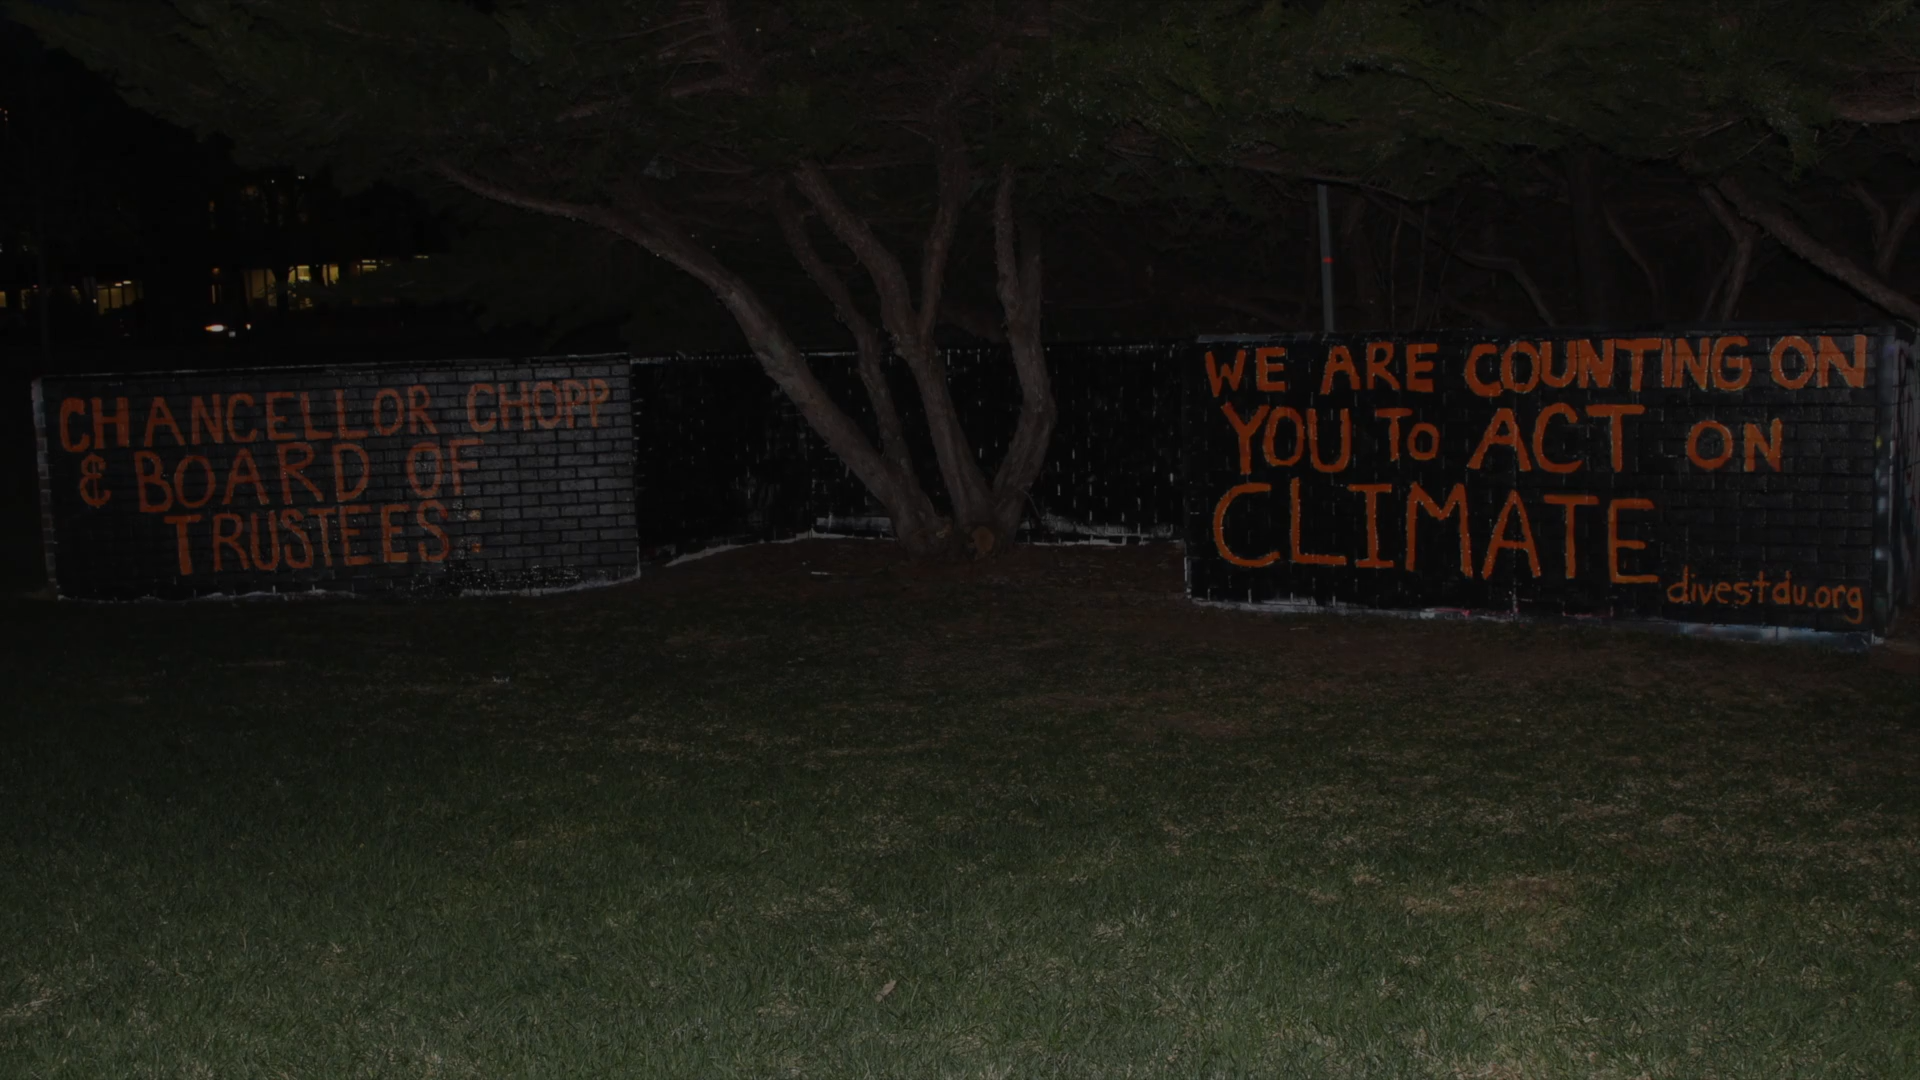 CHANCELLOR CHOPP
& BOARD OF
TRUSTEES:
WE ARE COUNTING ON
YOU TO ACT ON
CLIMATE
divestdu.org